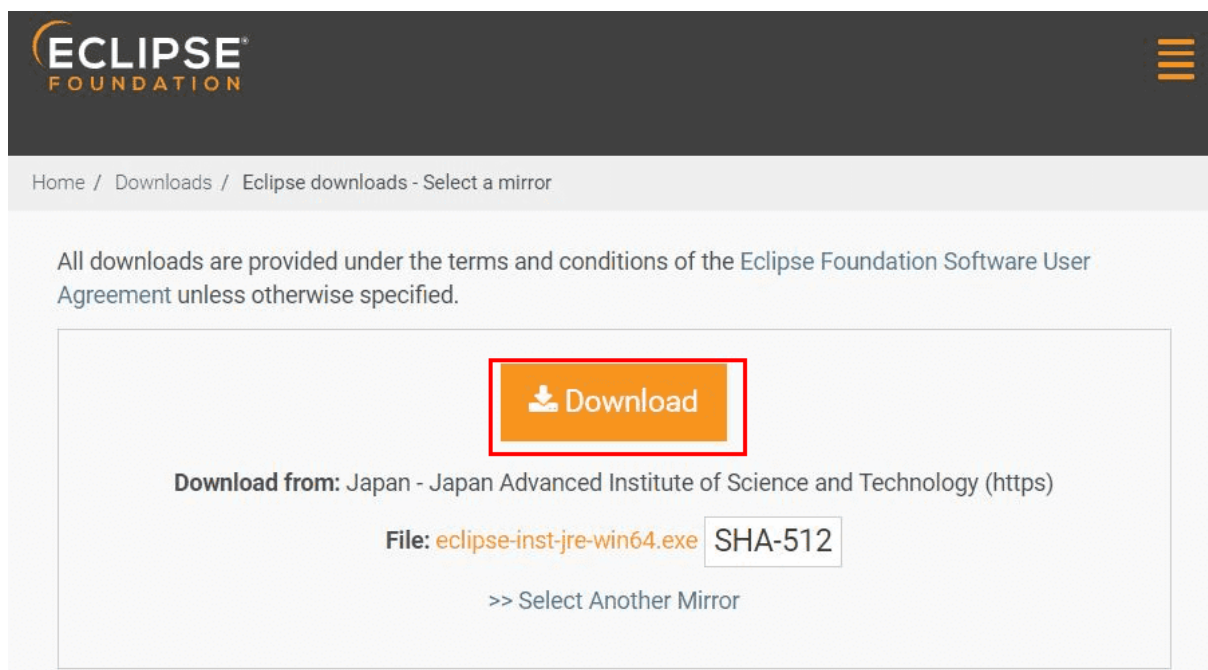 ECLIPSE®
FOUNDATION
Home / Downloads / Eclipse downloads - Select a mirror
All downloads are provided under the terms and conditions of the Eclipse Foundation Software User
Agreement unless otherwise specified.
Download
Download from: Japan - Japan Advanced Institute of Science and Technology (https)
File: eclipse-inst-jre-win64.exe SHA-512
>> Select Another Mirror